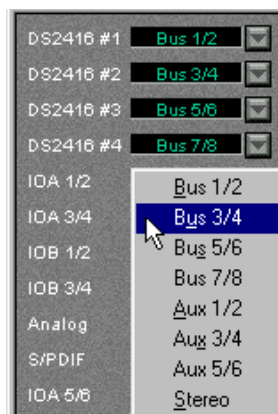 DS2416 #1 Bus 1/2
DS2416 #2 Bus 3/4
DS2416 #3 Bus 5/6
DS2416 #4 Bus 7/8
IOA 1/2
IOA 3/4
IOB 1/2
IOB 3/4
Analog
S/PDIF
IOA 5/6
Bus 1/2
Bus 3/4
Bus 5/6
Bus 7/8
Aux 1/2
Aux 3/4
Aux 5/6
Stereo